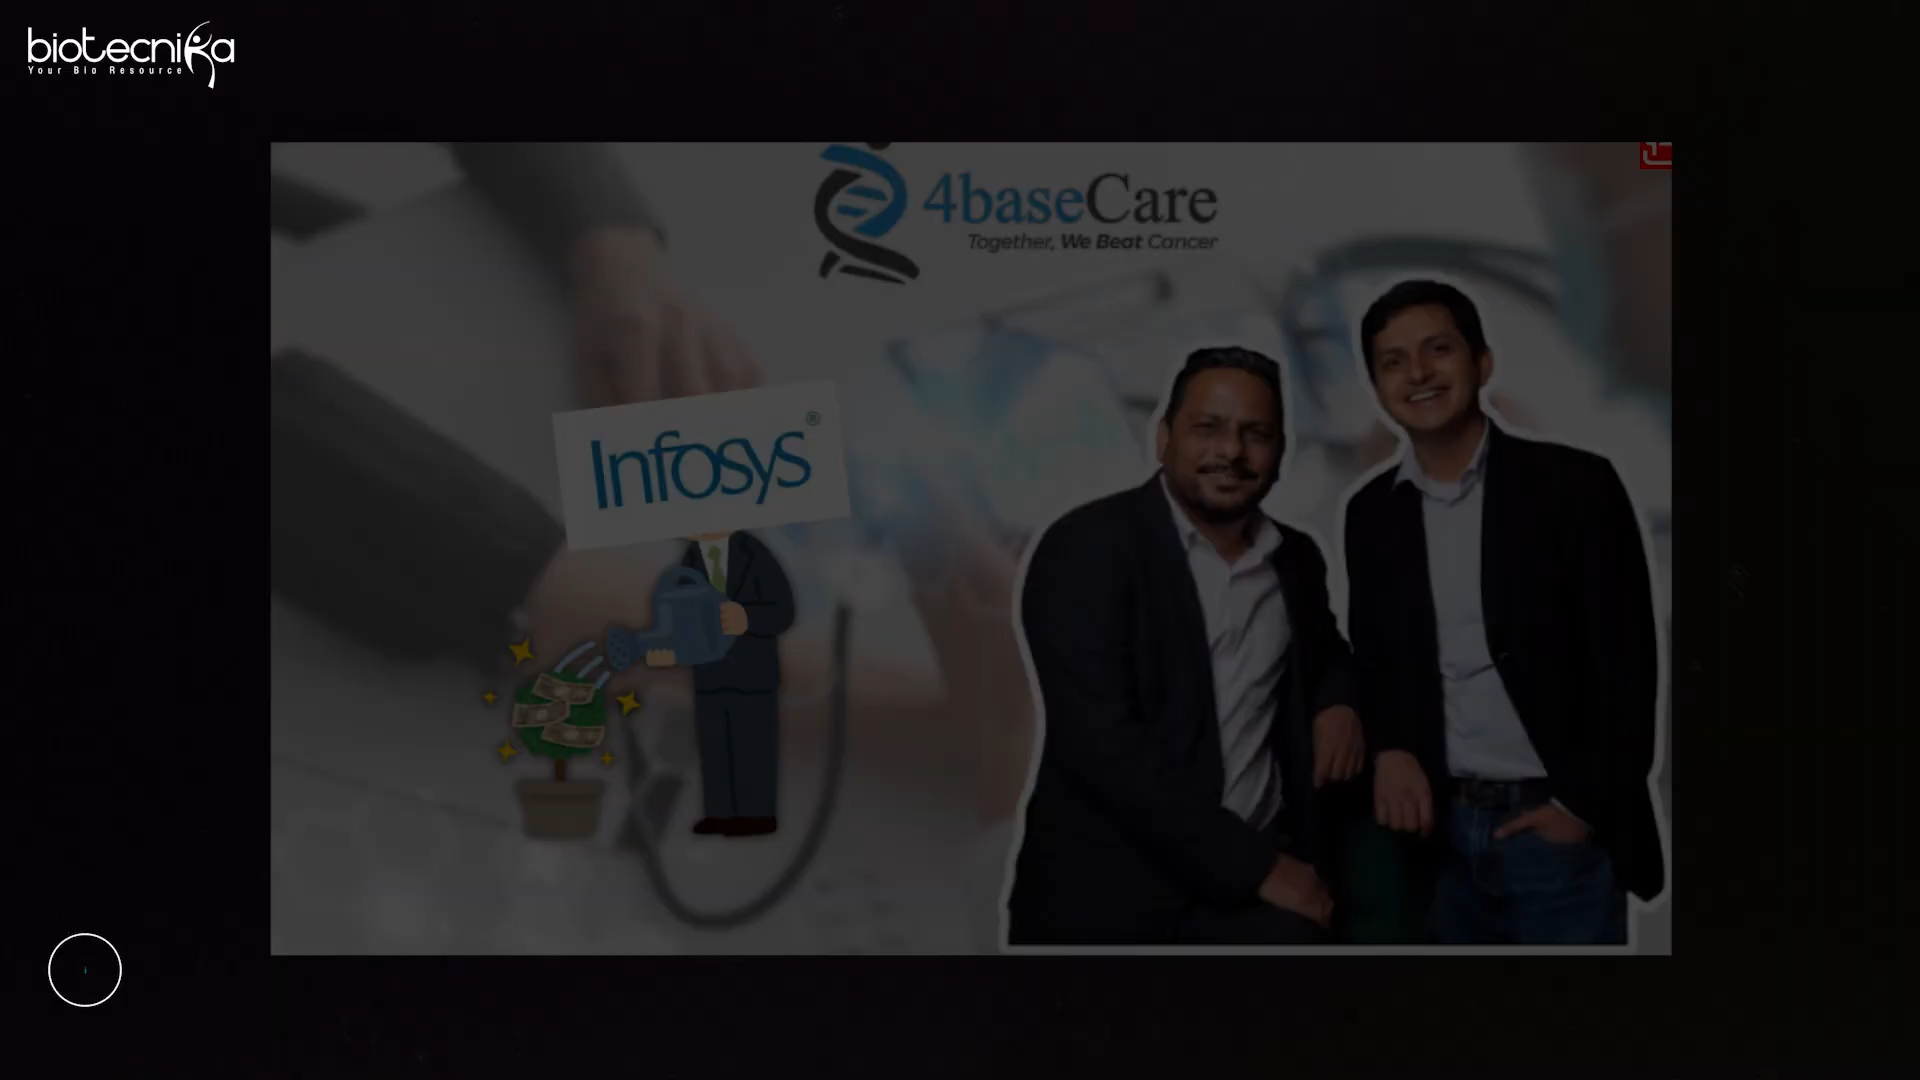 biotecnika
Your Bio Resource
4baseCare
Together, We Beat Cancer
Infosys®